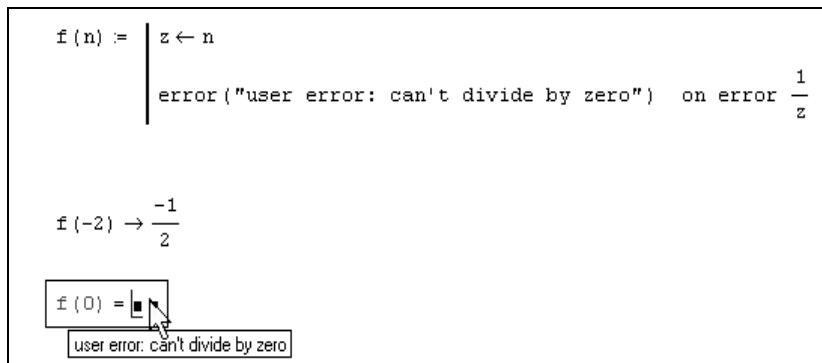 f(n) := | z ← n
error("user error: can't divide by zero") on error 1/z
f(-2) → -1/2
f(0) = ▪ ▪
user error: can't divide by zero